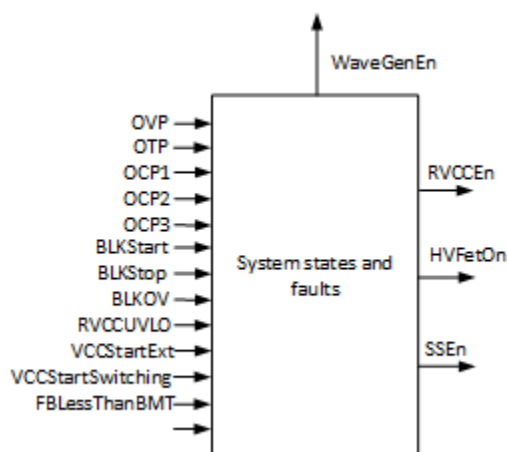 WaveGenEn
OVP
OTP
OCP1
OCP2
OCP3
BLKStart
BLKStop
BLKOV
RVCCUVLO
VCCStartExt
VCCStartSwitching
FBLessThanBMT
System states and
faults
RVCCEn
HVFetOn
SSEn